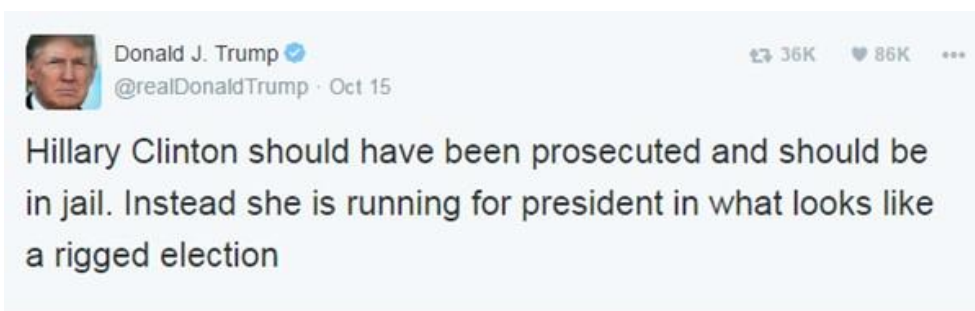 Donald J. Trump
36K 86K
@realDonaldTrump · Oct 15
Hillary Clinton should have been prosecuted and should be
in jail. Instead she is running for president in what looks like
a rigged election